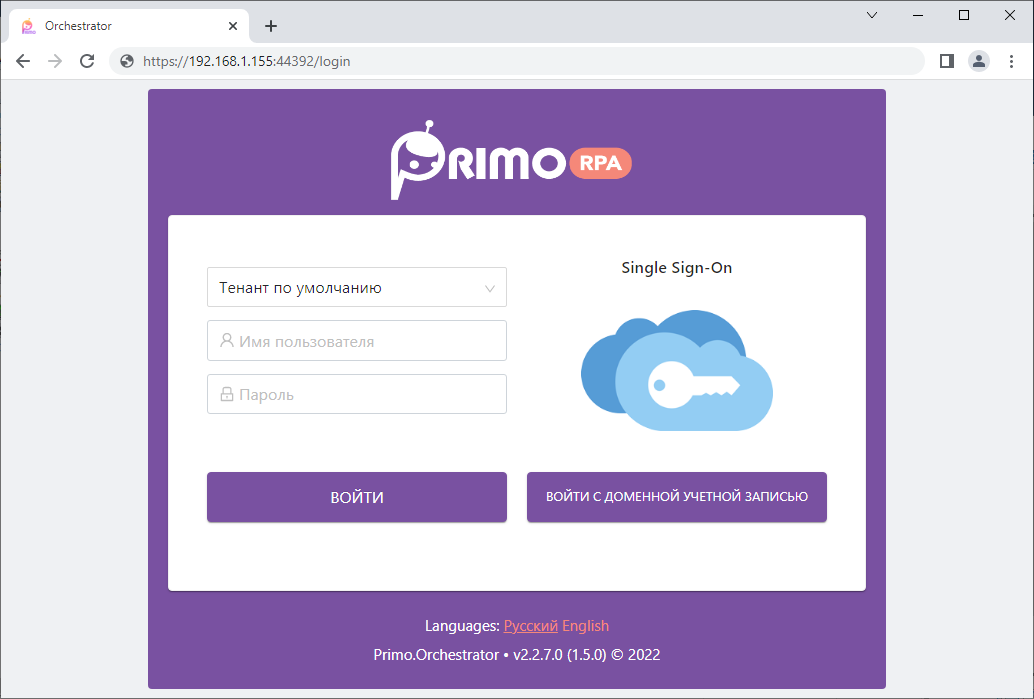 Orchestrator
https://192.168.1.155:44392/login
PRIMO RPA
Тенант по умолчанию
Имя пользователя
Пароль
ВОЙТИ
Single Sign-On
ВОЙТИ С ДОМЕННОЙ УЧЕТНОЙ ЗАПИСЬЮ
Languages: Русский English
Primo.Orchestrator • v2.2.7.0 (1.5.0) © 2022